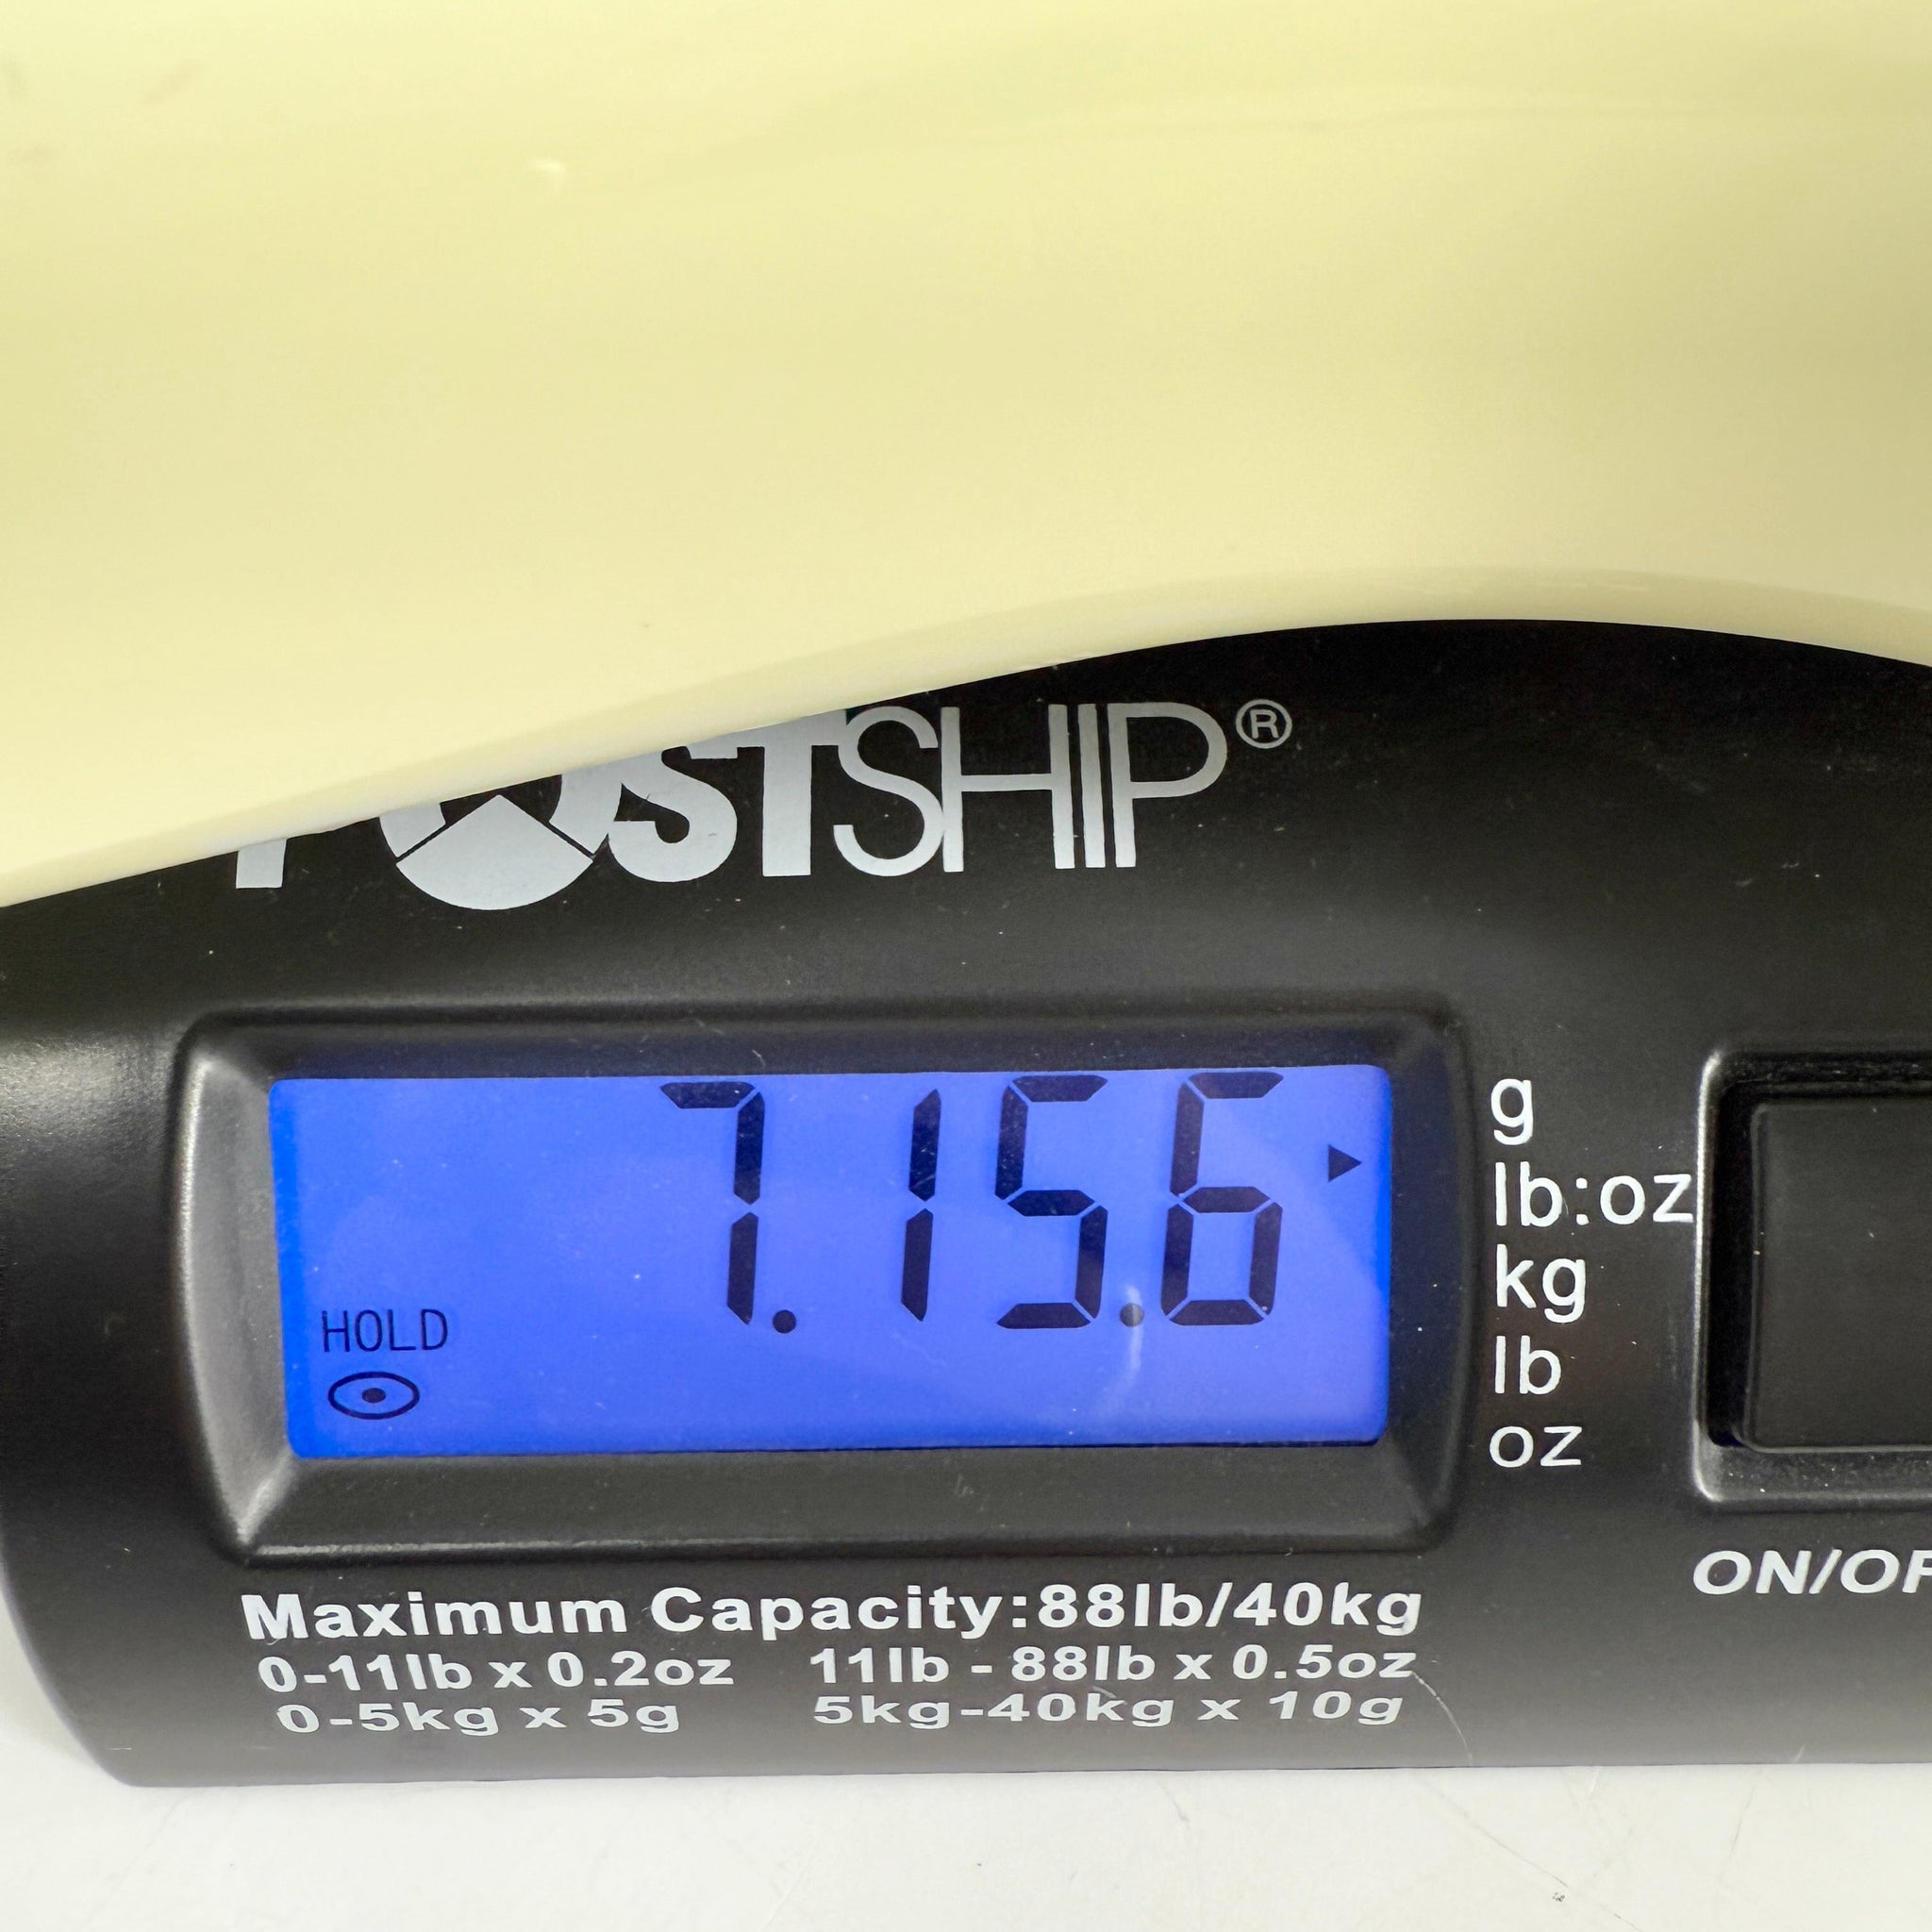 POSTSHIP®
7.15.6
HOLD
g
lb:oz
kg
lb
oz
ON/OF
Maximum Capacity:88lb/40kg
0-11lb x 0.2oz 11lb - 88lb x 0.5oz
0-5kg x 5g 5kg-40kg x 10g